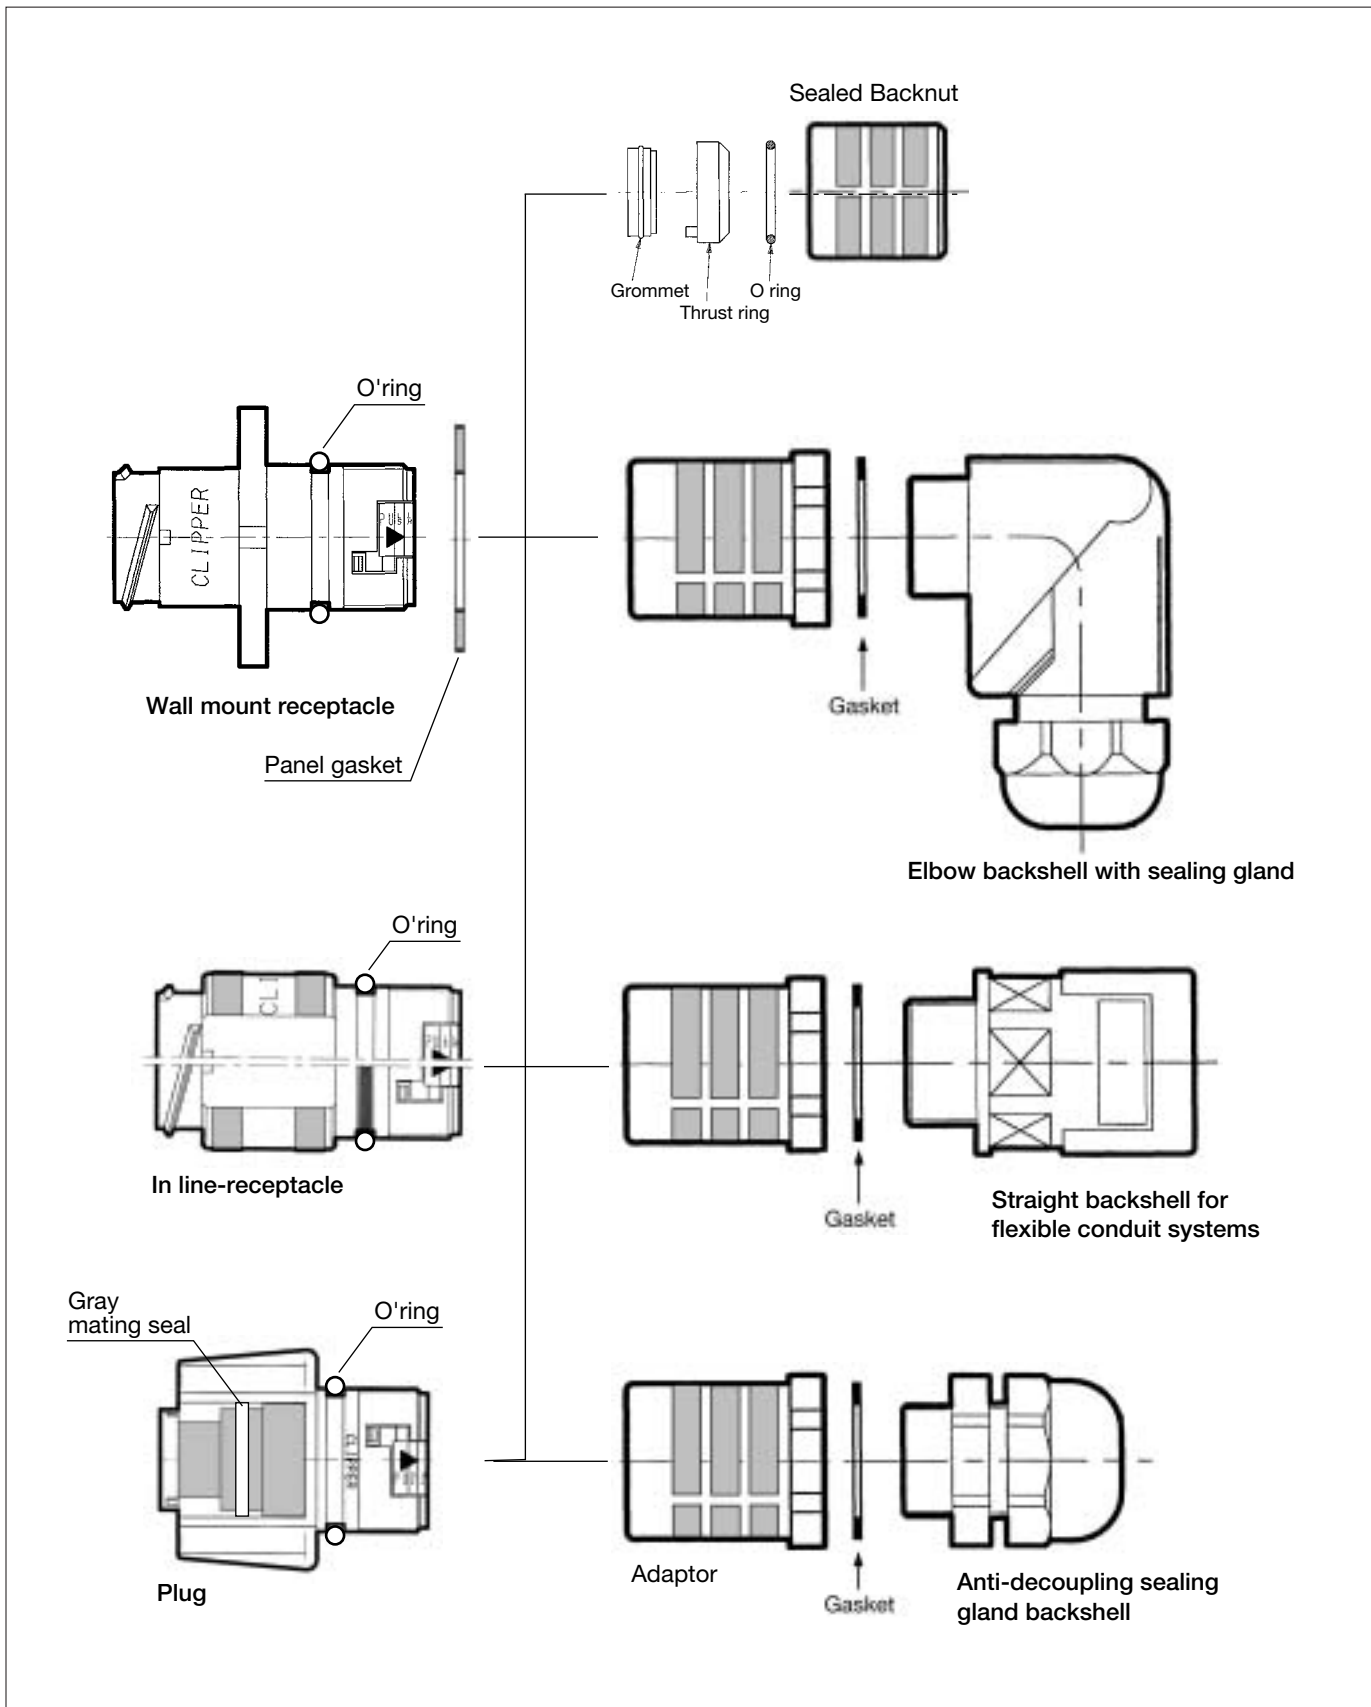 Sealed Backnut
Grommet
O ring
Thrust ring
O'ring
CLIPPER
Wall mount receptacle
Panel gasket
Gasket
Elbow backshell with sealing gland
O'ring
CLI
In line-receptacle
Gasket
Straight backshell for
flexible conduit systems
Gray
mating seal
O'ring
CLIPPER
Plug
Adaptor
Gasket
Anti-decoupling sealing
gland backshell